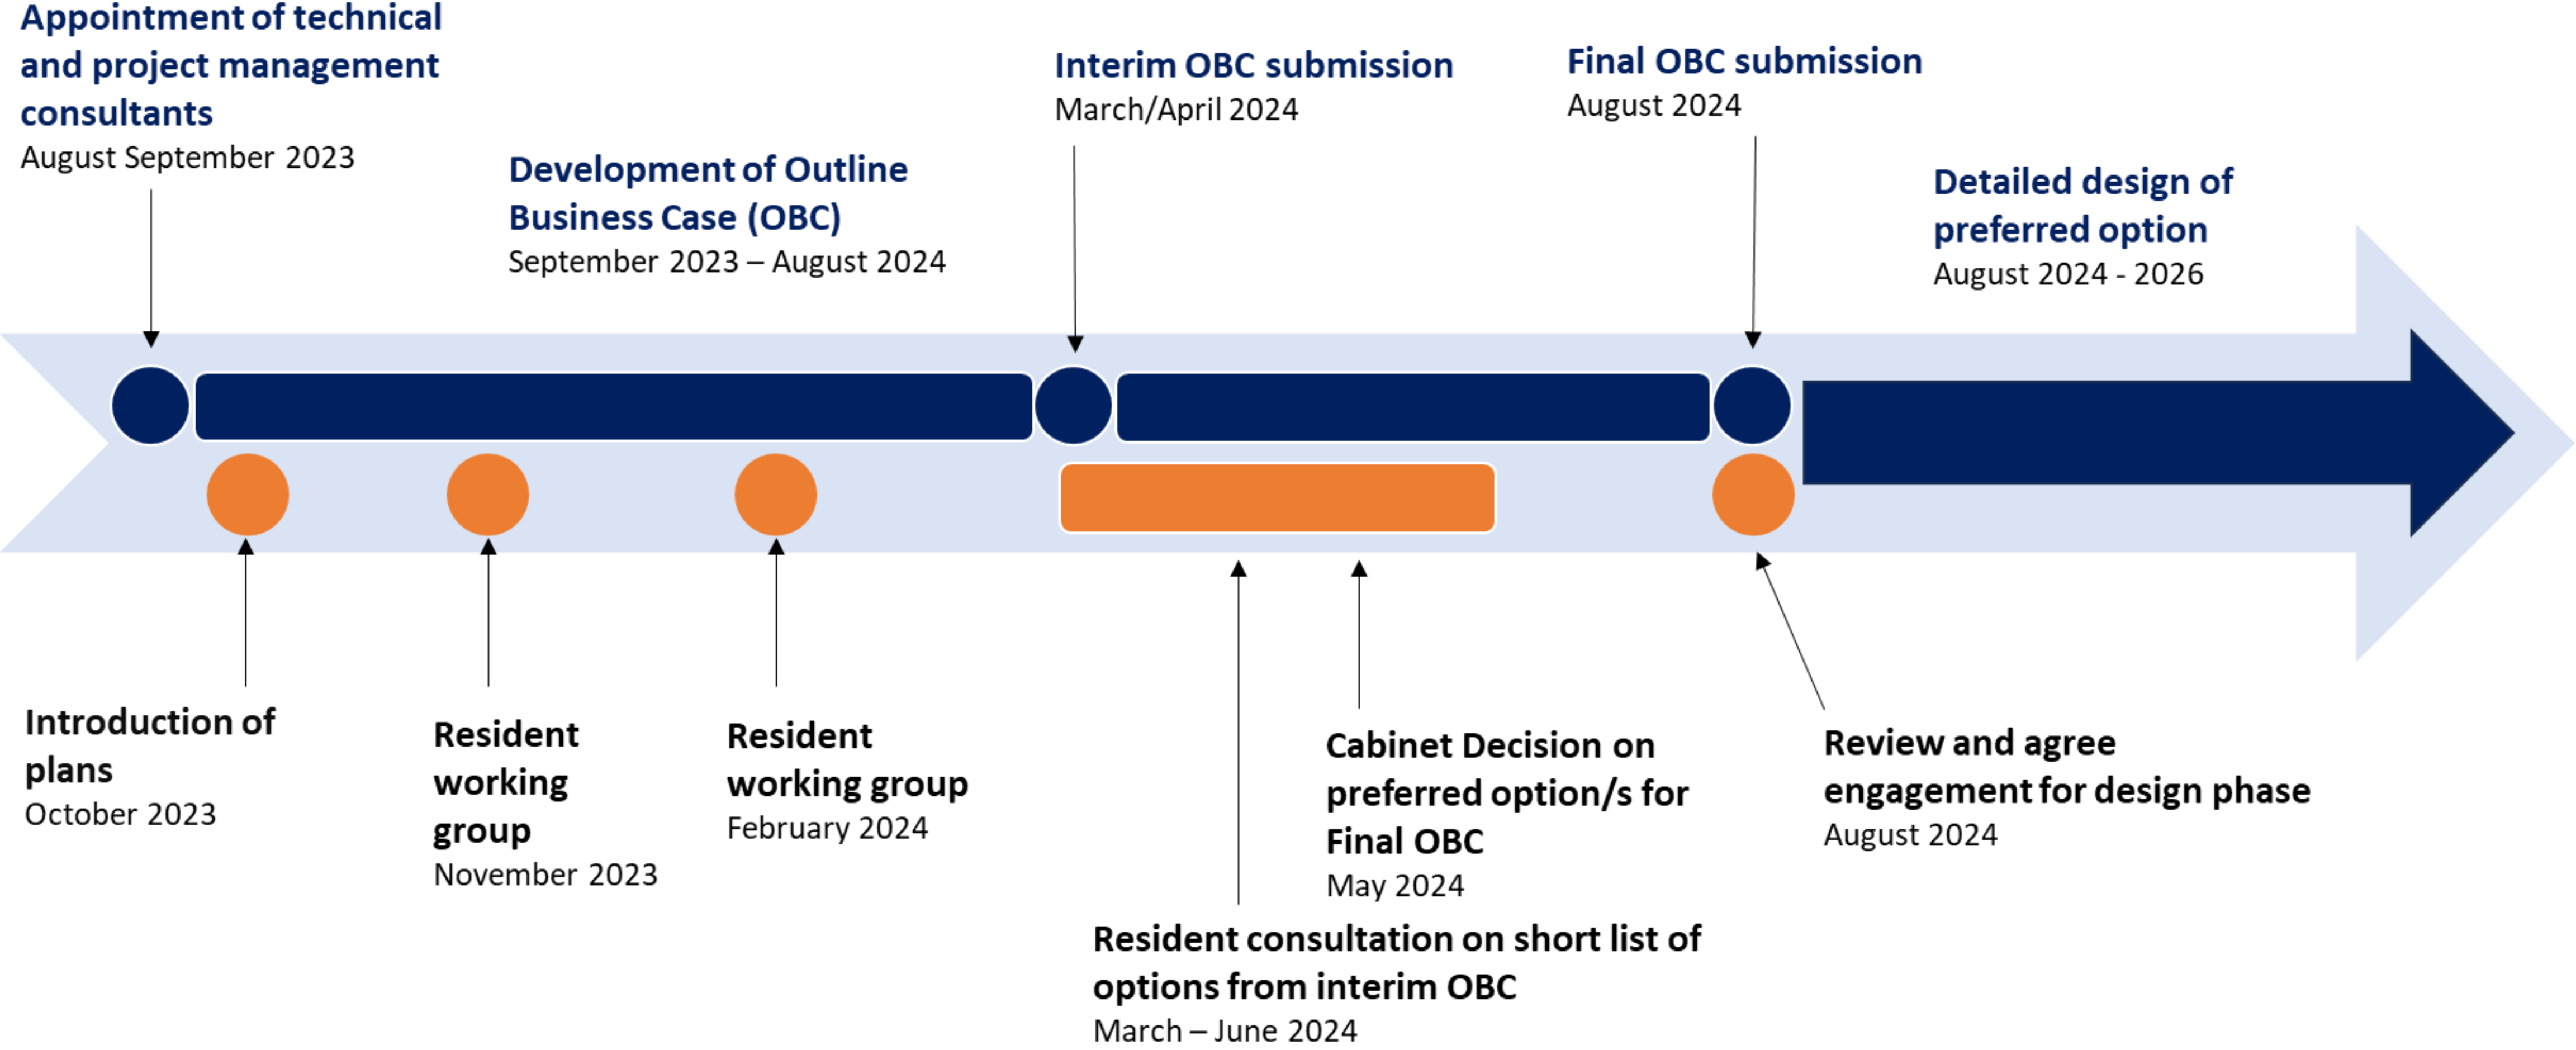 Appointment of technical
and project management
consultants
August September 2023
Development of Outline
Business Case (OBC)
September 2023 – August 2024
Interim OBC submission
March/April 2024
Final OBC submission
August 2024
Detailed design of
preferred option
August 2024 - 2026
Introduction of
plans
October 2023
Resident
working
group
November 2023
Resident
working group
February 2024
Resident consultation on short list of
options from interim OBC
March – June 2024
Cabinet Decision on
preferred option/s for
Final OBC
May 2024
Review and agree
engagement for design phase
August 2024